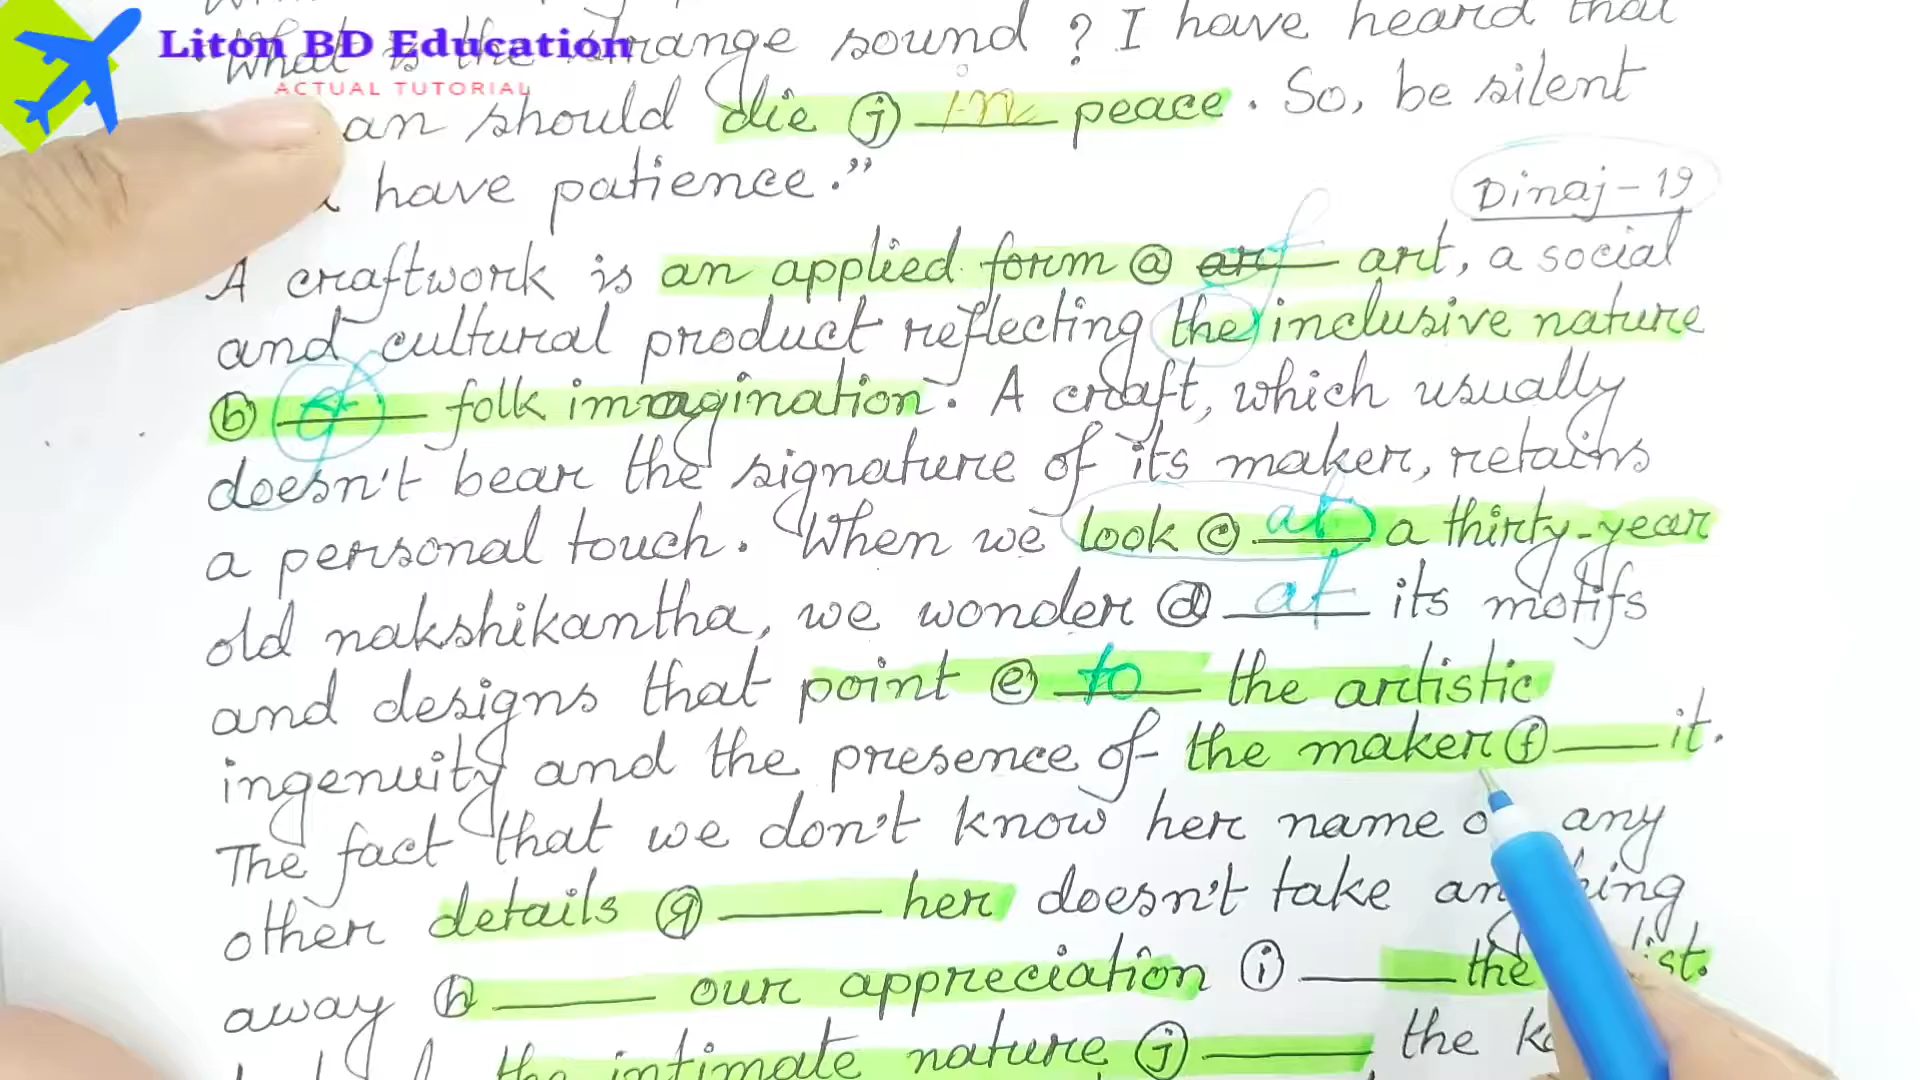 Liton BD Education
ACTUAL TUTORIAL
What is the strange sound ? I have heard that
an should die (j) in peace . So, be silent
have patience."
Dinaj-19
A craftwork is an applied form (a) of art, a social
and cultural product reflecting the inclusive nature
(b) of folk imagination. A craft, which usually
doesn't bear the signature of its maker, retains
a personal touch. When we look (c) at a thirty-year
old nakshikantha, we wonder (d) at its motifs
and designs that point (e) to the artistic
ingenuity and the presence of the maker (f) ___ it.
The fact that we don't know her name any
other details (g) ___ her doesn't take
away (h) ___ our appreciation (i) ___ the
the intimate nature (j) ___ the